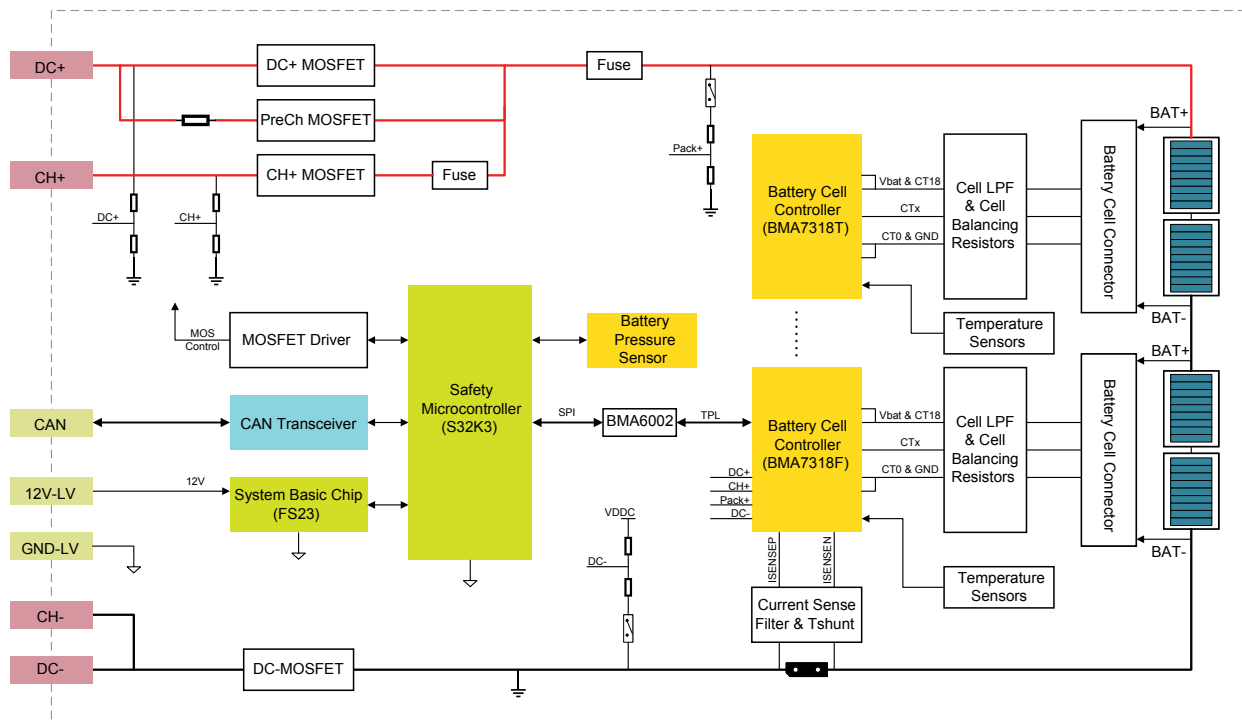 DC+
DC+ MOSFET
Fuse
PreCh MOSFET
CH+
CH+ MOSFET
Fuse
DC+
CH+
Pack+
BAT+
Battery Cell
Controller
(BMA7318T)
Vbat & CT18
CTx
CT0 & GND
Cell LPF
& Cell
Balancing
Resistors
Battery Cell Connector
BAT-
Temperature
Sensors
MOS
Control
MOSFET Driver
Safety
Microcontroller
(S32K3)
Battery
Pressure
Sensor
BAT+
CAN
CAN Transceiver
SPI
BMA6002
TPL
Battery Cell
Controller
(BMA7318F)
Vbat & CT18
CTx
CT0 & GND
Cell LPF
& Cell
Balancing
Resistors
Battery Cell Connector
BAT-
DC+
CH+
Pack+
DC-
12V-LV
12V
System Basic Chip
(FS23)
GND-LV
VDDC
DC-
ISENSEP
ISENSEN
Temperature
Sensors
Current Sense
Filter & Tshunt
CH-
DC-
DC-MOSFET